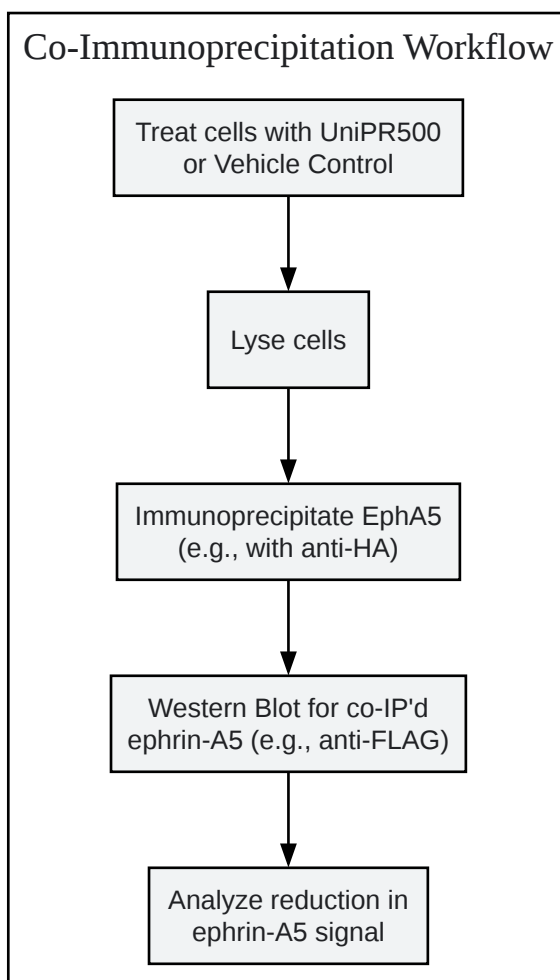 Co-Immunoprecipitation Workflow
Treat cells with UniPR500
or Vehicle Control
Lyse cells
Immunoprecipitate EphA5
(e.g., with anti-HA)
Western Blot for co-IP'd
ephrin-A5 (e.g., anti-FLAG)
Analyze reduction in
ephrin-A5 signal